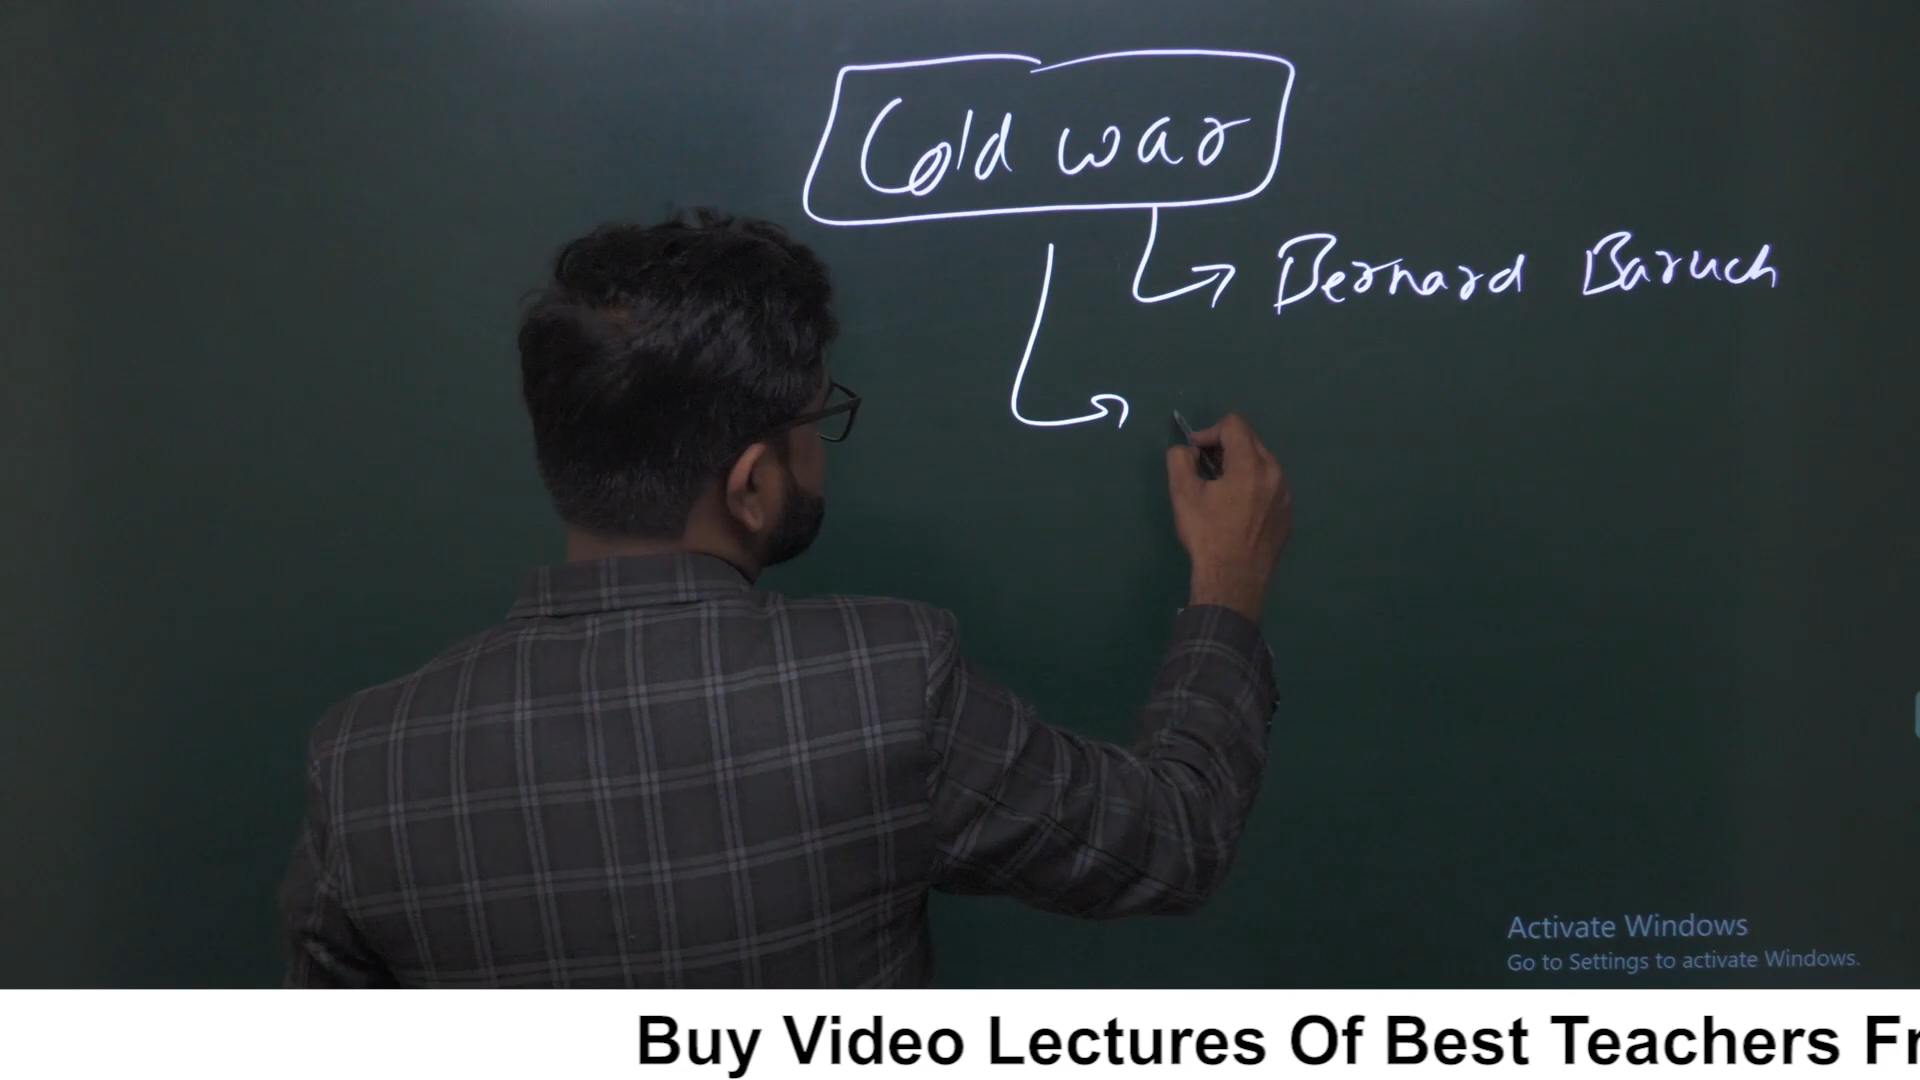 Cold war
Bernard Baruch
Activate Windows
Go to Settings to activate Windows.
Buy Video Lectures Of Best Teachers Fr